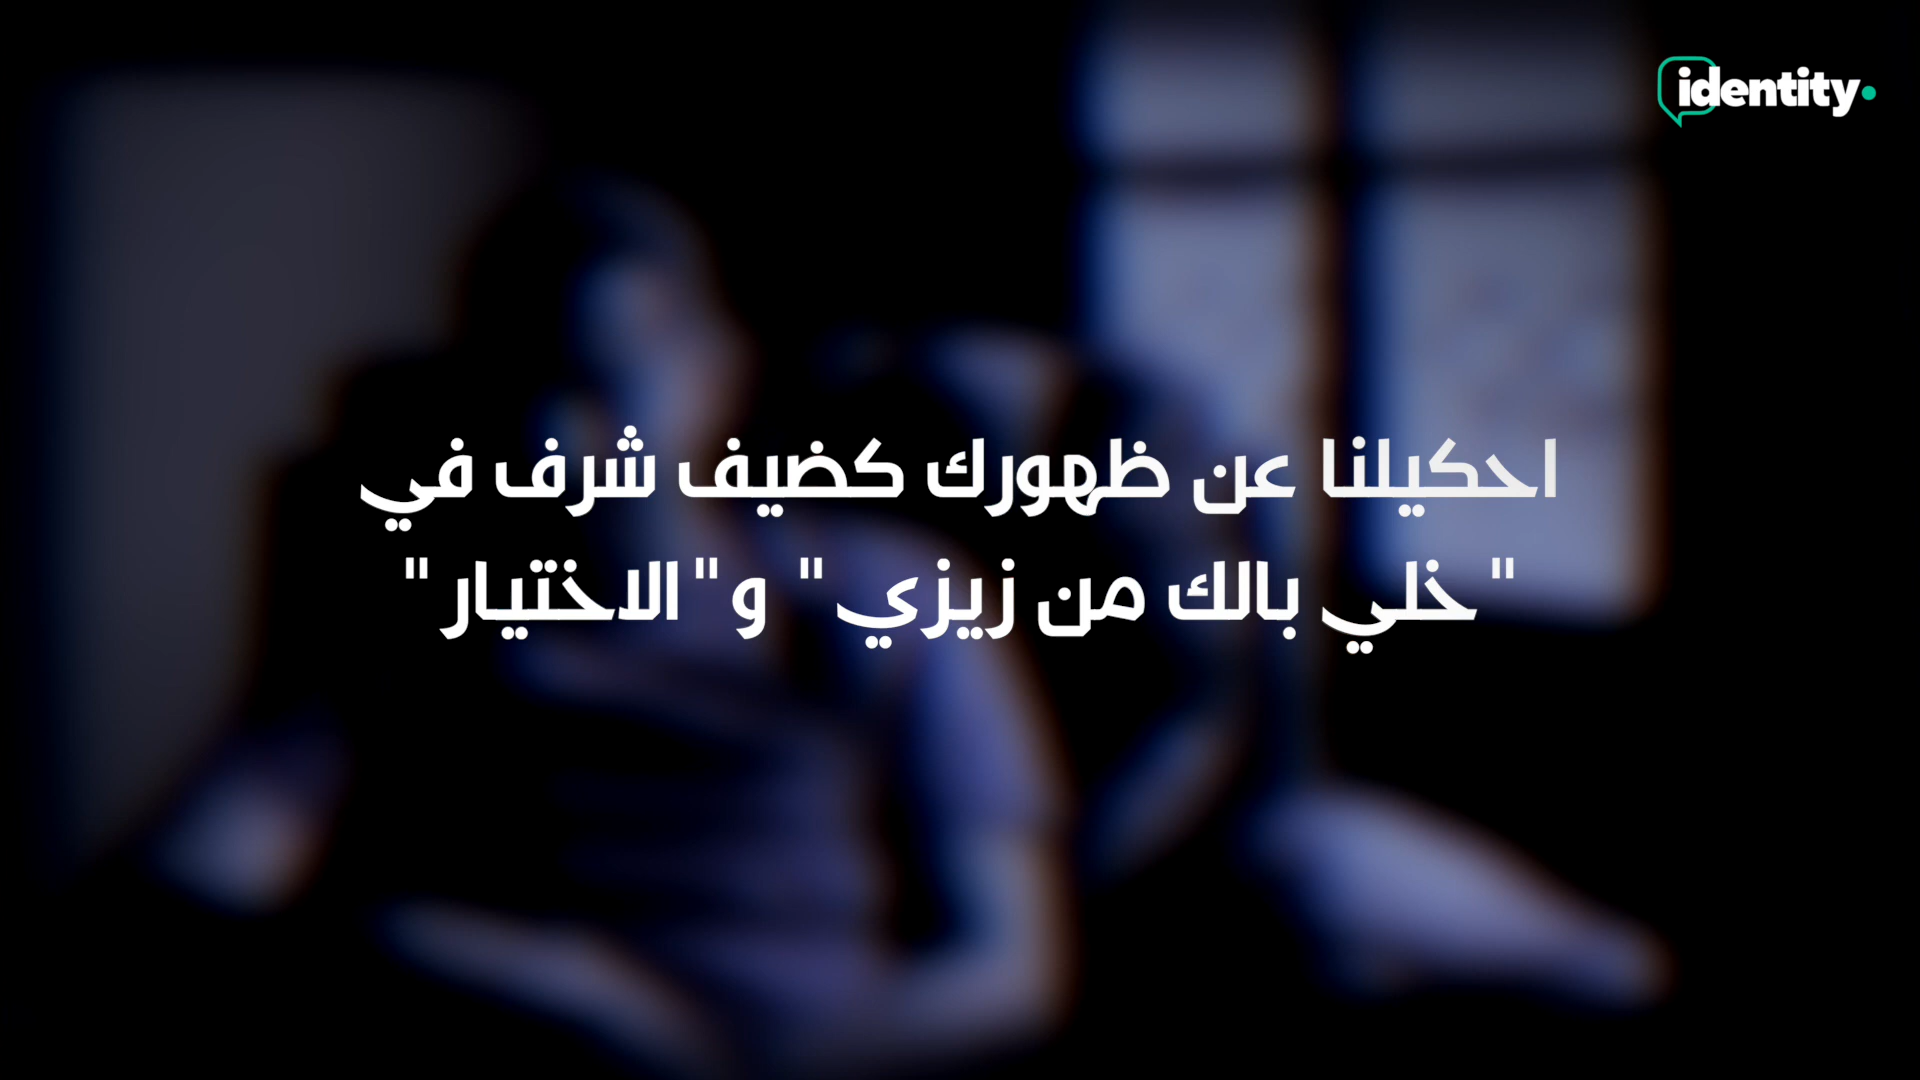 identity
احكيلنا عن ظهورك كضيف شرف في
"خلي بالك من زيزي" و"الاختيار"